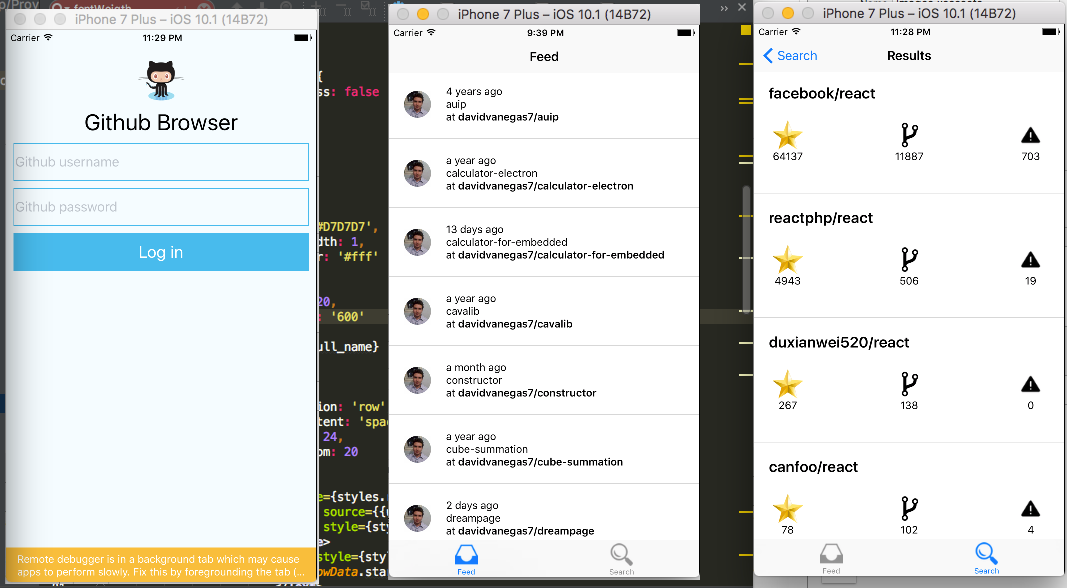 iPhone 7 Plus – iOS 10.1 (14B72)
Carrier
11:29 PM
Github Browser
Github username
Github password
Log in
Remote debugger is in a background tab which may cause
apps to perform slowly. Fix this by foregrounding the tab (...
fontWeigth
{
ss: false
#D7D7D7',
dth: 1,
r: '#fff'
20,
: '600'
ull_name}
ion: 'row'
tent: 'spac
24,
om: 20
le={styles.
source={{u
style={sty
e>
style={sty
owData.sta
iPhone 7 Plus – iOS 10.1 (14B72)
Carrier
9:39 PM
Feed
4 years ago
auip
at davidvanegas7/auip
a year ago
calculator-electron
at davidvanegas7/calculator-electron
13 days ago
calculator-for-embedded
at davidvanegas7/calculator-for-embedded
a year ago
cavalib
at davidvanegas7/cavalib
a month ago
constructor
at davidvanegas7/constructor
a year ago
cube-summation
at davidvanegas7/cube-summation
2 days ago
dreampage
at davidvanegas7/dreampage
Feed
Search
iPhone 7 Plus – iOS 10.1 (14B72)
Carrier
11:28 PM
Search
Results
facebook/react
64137
11887
703
reactphp/react
4943
506
19
duxianwei520/react
267
138
0
canfoo/react
78
102
4
Feed
Search